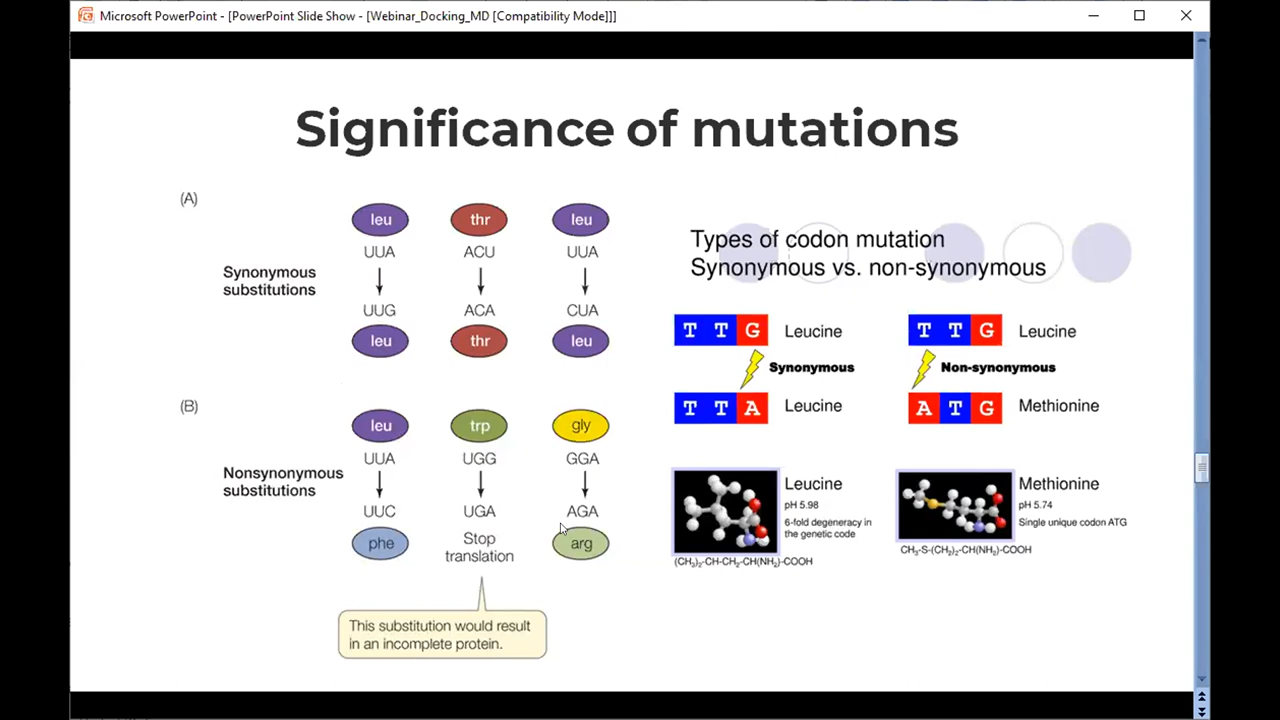 Microsoft PowerPoint - [PowerPoint Slide Show - [Webinar_Docking_MD [Compatibility Mode]]]
Significance of mutations
(A)
Synonymous
substitutions
leu thr leu
UUA ACU UUA
UUG ACA CUA
leu thr leu
(B)
Nonsynonymous
substitutions
leu trp gly
UUA UGG GGA
UUC UGA AGA
phe Stop
translation arg
This substitution would result
in an incomplete protein.
Types of codon mutation
Synonymous vs. non-synonymous
T T G Leucine
Synonymous
T T A Leucine
T T G Leucine
Non-synonymous
A T G Methionine
Leucine
pH 5.98
6-fold degeneracy in
the genetic code
(CH₃)₂-CH-CH₂-CH(NH₂)-COOH
Methionine
pH 5.74
Single unique codon ATG
CH₃-S-(CH₂)₂-CH(NH₂)-COOH